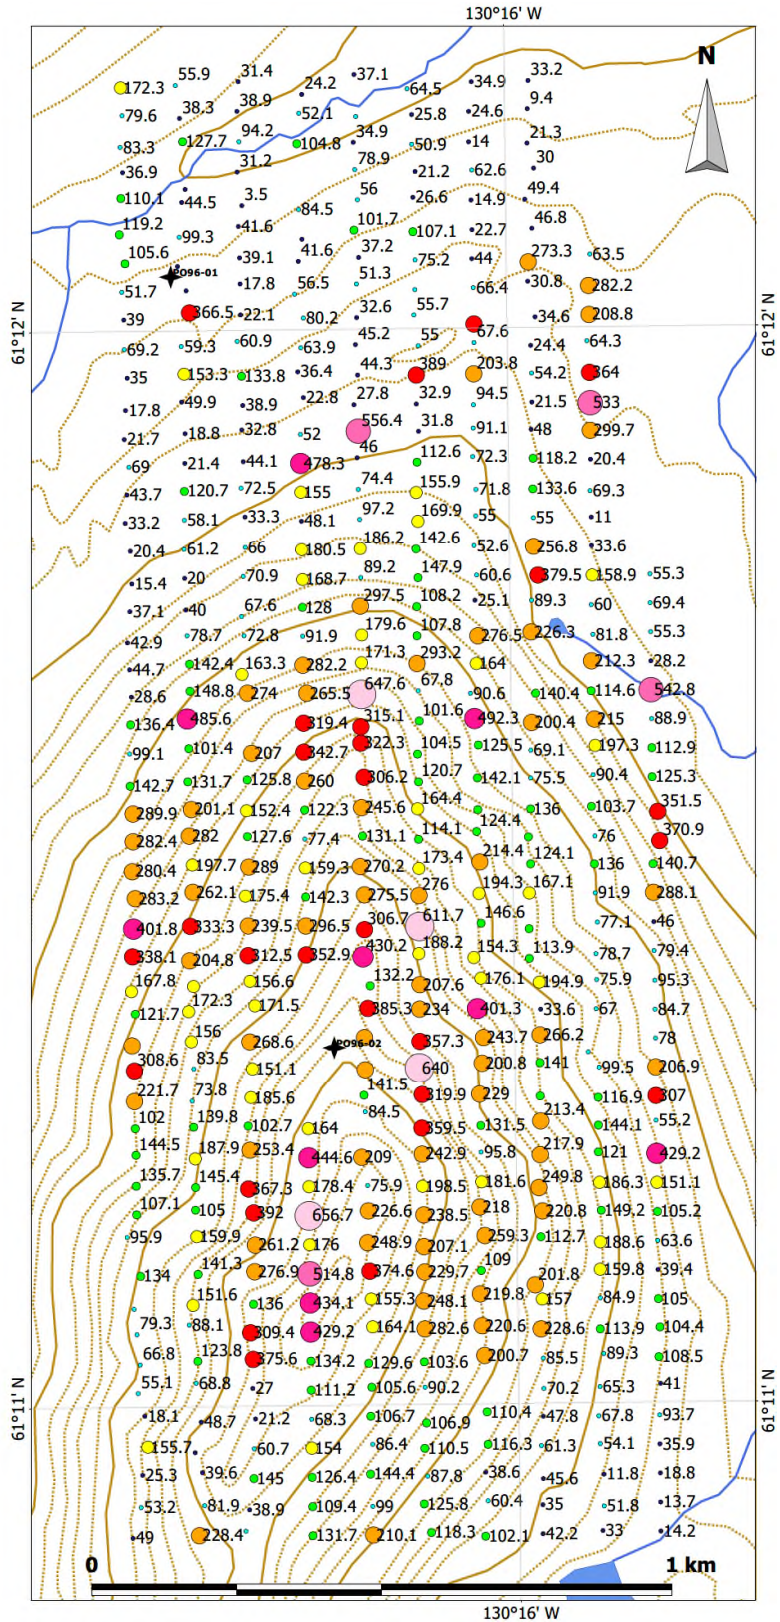 130°16' W
N
33.2
31.4
55.9 24.2 37.1 34.9
172.3 64.5
38.9 9.4
38.3 52.1 25.8 24.6
79.6
94.2 34.9 21.3
127.7 104.8 50.9 14
83.3 31.2 78.9 30
36.9 21.2 62.6
49.4
110.1 44.5 3.5 84.5 56 26.6 14.9
46.8
119.2 41.6 101.7 107.1 22.7
99.3
105.6 39.1 41.6 37.2 75.2 44 273.3 63.5
PO96-01
51.7 17.8 56.5 51.3 66.4 30.8 282.2
39 366.5 22.1 80.2 32.6 55.7 67.6 34.6 208.8
61°12' N
61°12' N
69.2 59.3 60.9 63.9 45.2 55 24.4 64.3
35 153.3 133.8 36.4 44.3 389 203.8 54.2 364
17.8 49.9 38.9 22.8 27.8 32.9 94.5 21.5 533
21.7 18.8 32.8 52 556.4 31.8 91.1 48 299.7
46
69 21.4 44.1 478.3 112.6 72.3 118.2 20.4
43.7 120.7 72.5 155 74.4 155.9 71.8 133.6 69.3
33.2 58.1 33.3 48.1 97.2 169.9 55 55 11
20.4 61.2 66 180.5 186.2 142.6 52.6 256.8 33.6
15.4 20 70.9 168.7 89.2 147.9 60.6 379.5 158.9 55.3
37.1 40 67.6 128 297.5 108.2 25.1 89.3 60 69.4
42.9 78.7 72.8 91.9 179.6 107.8 276.5 226.3 81.8 55.3
44.7 142.4 163.3 282.2 171.3 293.2 164 212.3 28.2
28.6 148.8 274 265.5 647.6 67.8 90.6 140.4 114.6 542.8
136.4 485.6 319.4 315.1 101.6 492.3 200.4 215 88.9
99.1 101.4 207 342.7 322.3 104.5 125.5 69.1 197.3 112.9
142.7 131.7 125.8 260 306.2 120.7 142.1 75.5 90.4 125.3
289.9 201.1 152.4 122.3 245.6 164.4 124.4 136 103.7 351.5
282.4 282 127.6 77.4 131.1 114.1 214.4 124.1 76 370.9
280.4 197.7 289 159.3 270.2 173.4 194.3 167.1 136 140.7
283.2 262.1 175.4 142.3 275.5 276 146.6 91.9 288.1
401.8 333.3 239.5 296.5 306.7 611.7 77.1 46
338.1 204.8 312.5 352.9 430.2 188.2 154.3 113.9 78.7 79.4
167.8 172.3 156.6 132.2 207.6 176.1 194.9 75.9 95.3
121.7 171.5 385.3 234 401.3 33.6 67 84.7
156 268.6 357.3 243.7 266.2 78
PO96-02
308.6 83.5 151.1 640 200.8 141 99.5 206.9
221.7 73.8 185.6 141.5 319.9 229 116.9 307
102 139.8 102.7 164 84.5 359.5 131.5 213.4 144.1 55.2
144.5 187.9 253.4 444.6 209 242.9 95.8 217.9 121 429.2
135.7 145.4 367.3 178.4 75.9 198.5 181.6 249.8 186.3 151.1
107.1 105 392 656.7 226.6 238.5 218 220.8 149.2 105.2
95.9 159.9 261.2 176 248.9 207.1 259.3 112.7 188.6 63.6
134 141.3 276.9 514.8 374.6 229.7 109 201.8 159.8 39.4
151.6 136 434.1 155.3 248.1 219.8 157 84.9 105
79.3 88.1 309.4 429.2 164.1 282.6 220.6 228.6 113.9 104.4
66.8 123.8 375.6 134.2 129.6 103.6 200.7 85.5 89.3 108.5
55.1 68.8 27 111.2 105.6 90.2 70.2 65.3 41
61°11' N
61°11' N
18.1 48.7 21.2 68.3 106.7 106.9 110.4 47.8 67.8 93.7
155.7 60.7 154 86.4 110.5 116.3 61.3 54.1 35.9
25.3 39.6 145 126.4 144.4 87.8 38.6 45.6 11.8 18.8
53.2 81.9 38.9 109.4 99 125.8 60.4 35 51.8 13.7
49 228.4 131.7 210.1 118.3 102.1 42.2 33 14.2
0 1 km
130°16' W